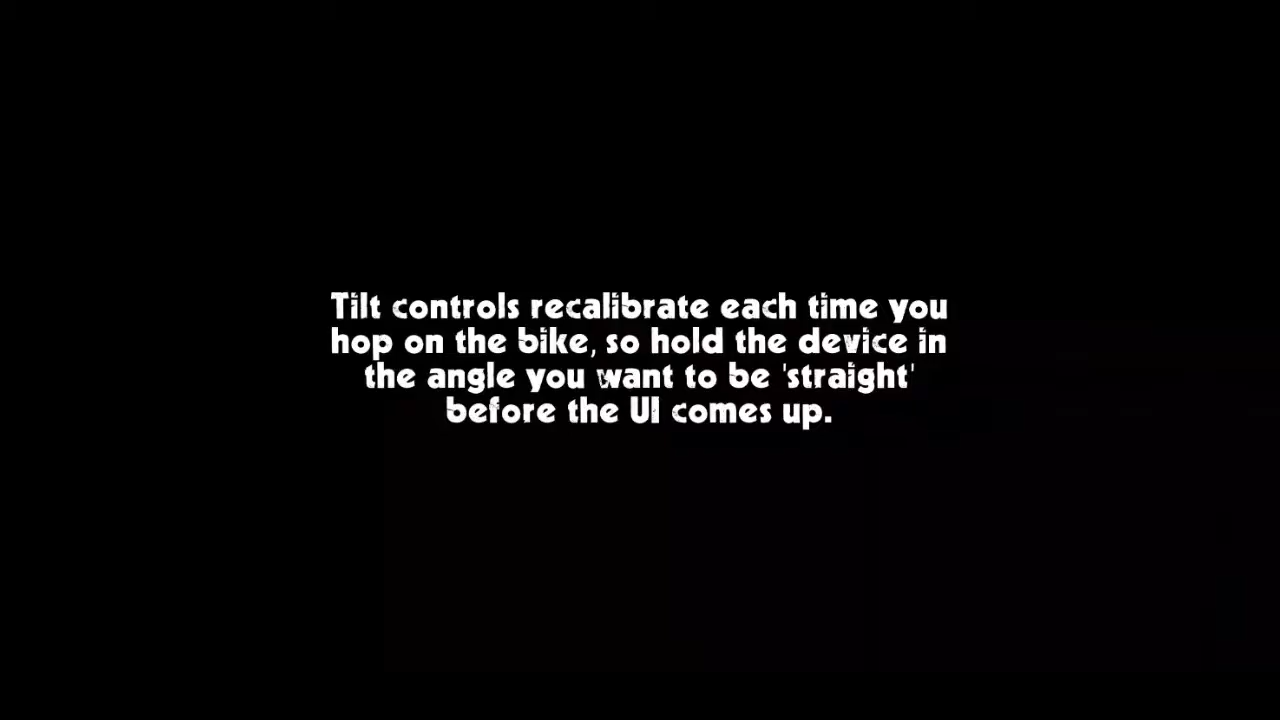 Tilt controls recalibrate each time you
hop on the bike, so hold the device in
the angle you want to be 'straight'
before the UI comes up.